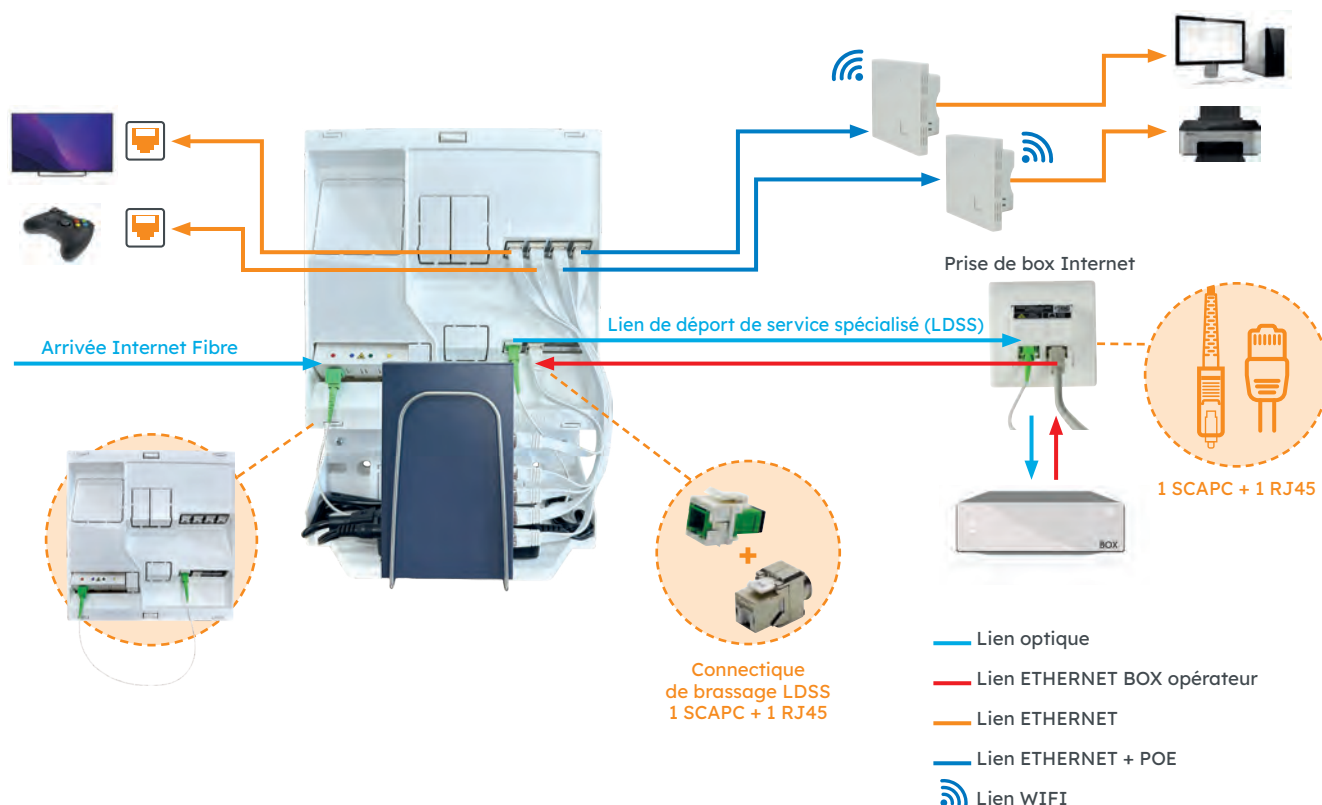 Prise de box Internet
Lien de déport de service spécialisé (LDSS)
Arrivée Internet Fibre
1 SCAPC + 1 RJ45
BOX
Connectique
de brassage LDSS
1 SCAPC + 1 RJ45
Lien optique
Lien ETHERNET BOX opérateur
Lien ETHERNET
Lien ETHERNET + POE
Lien WIFI